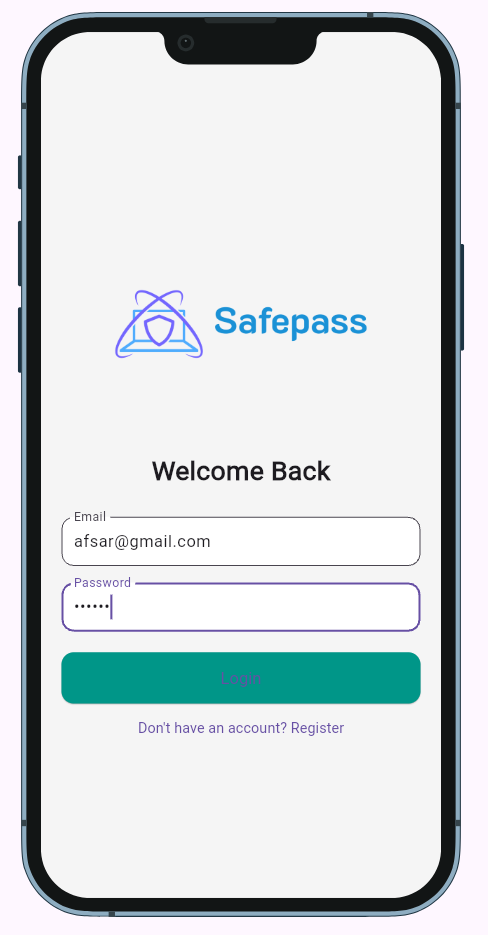 Safepass
Welcome Back
Email
afsar@gmail.com
Password
••••••
Login
Don't have an account? Register